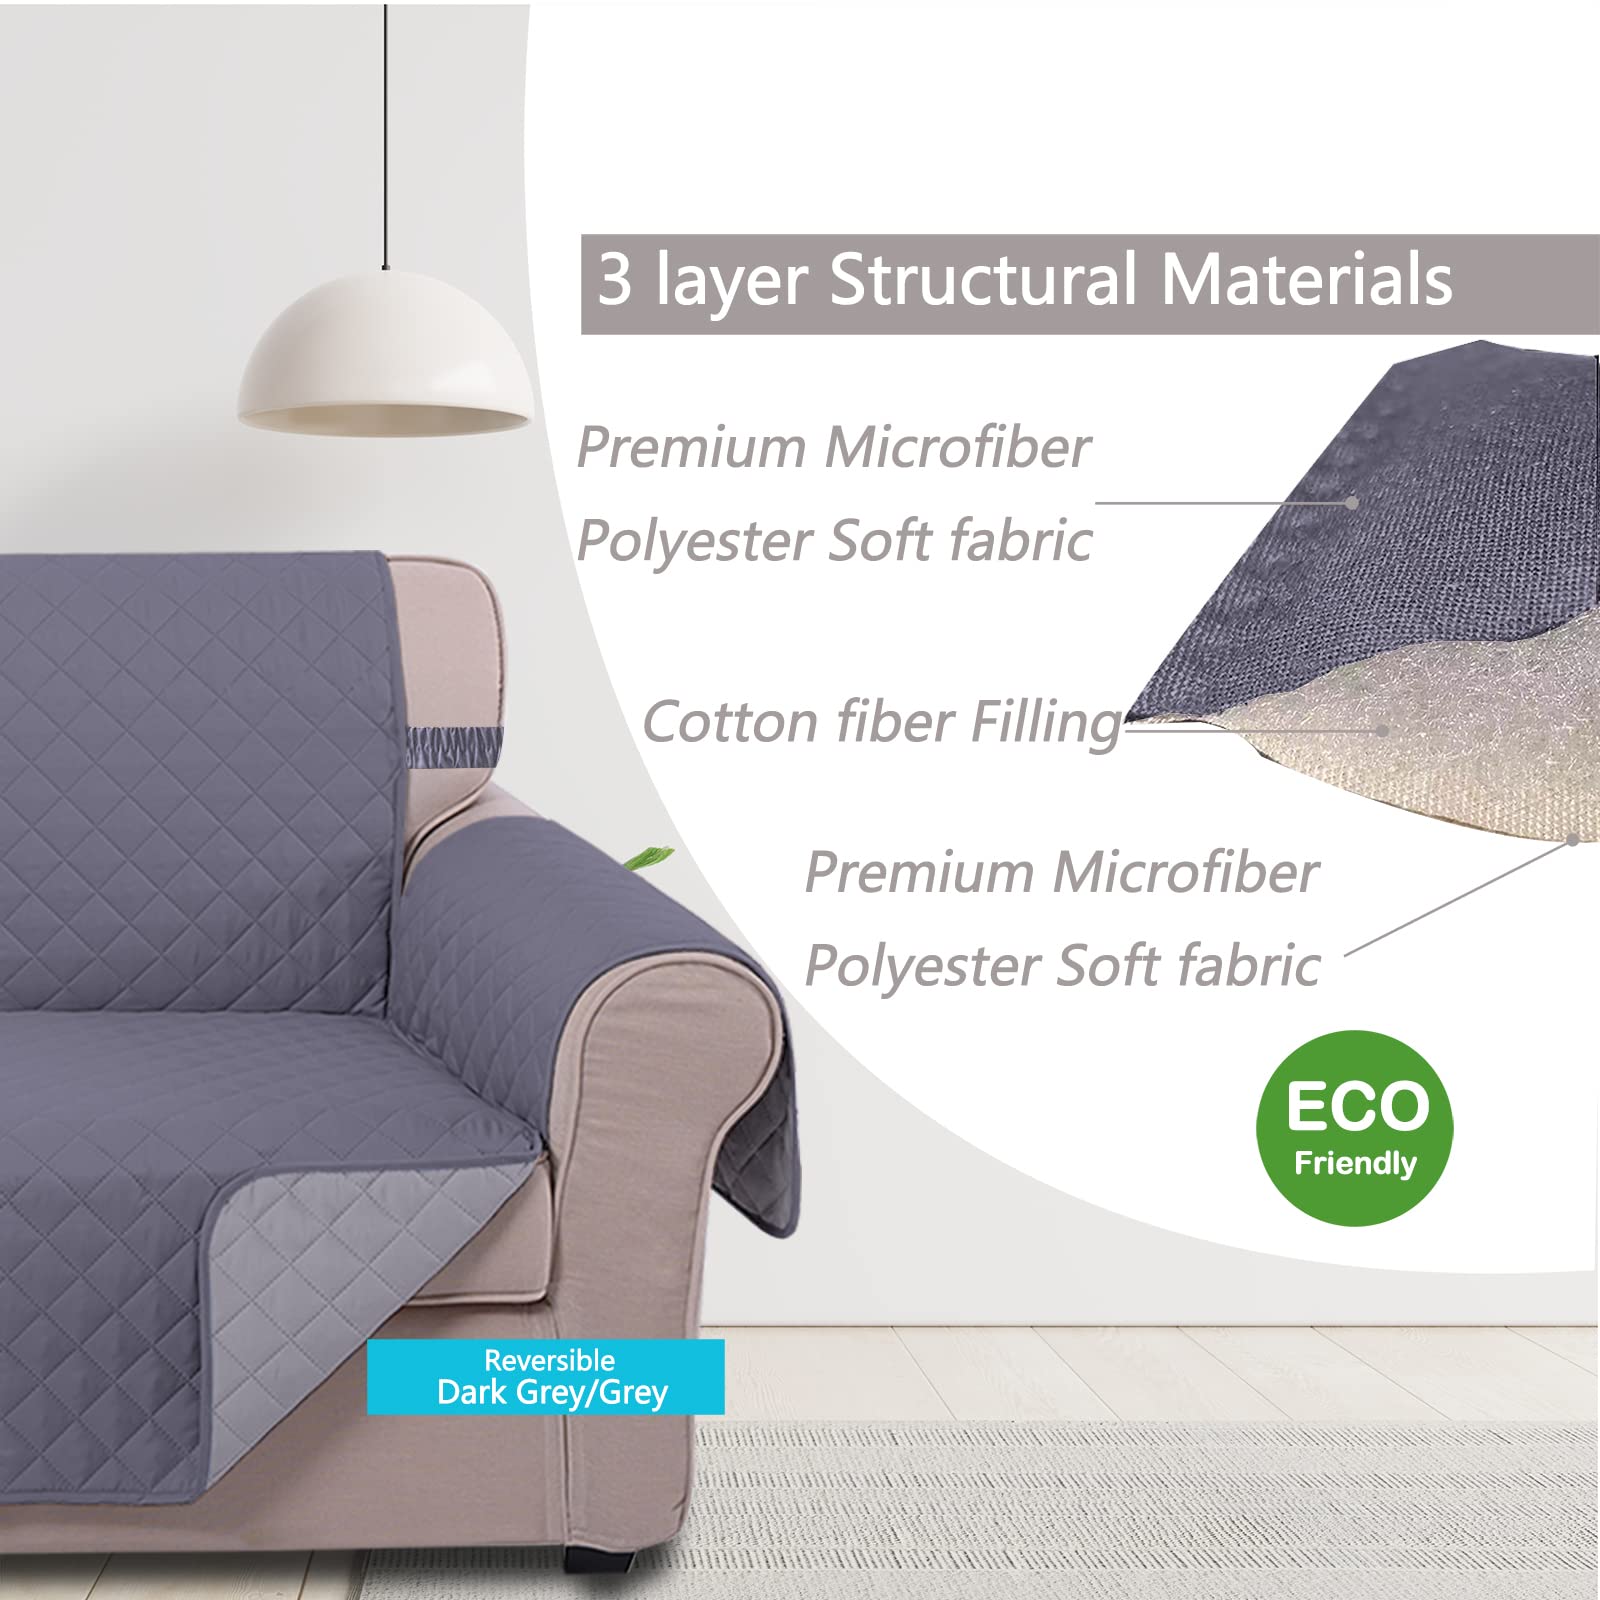 3 layer Structural Materials
Premium Microfiber
Polyester Soft fabric
Cotton fiber Filling
Premium Microfiber
Polyester Soft fabric
ECO
Friendly
Reversible
Dark Grey/Grey